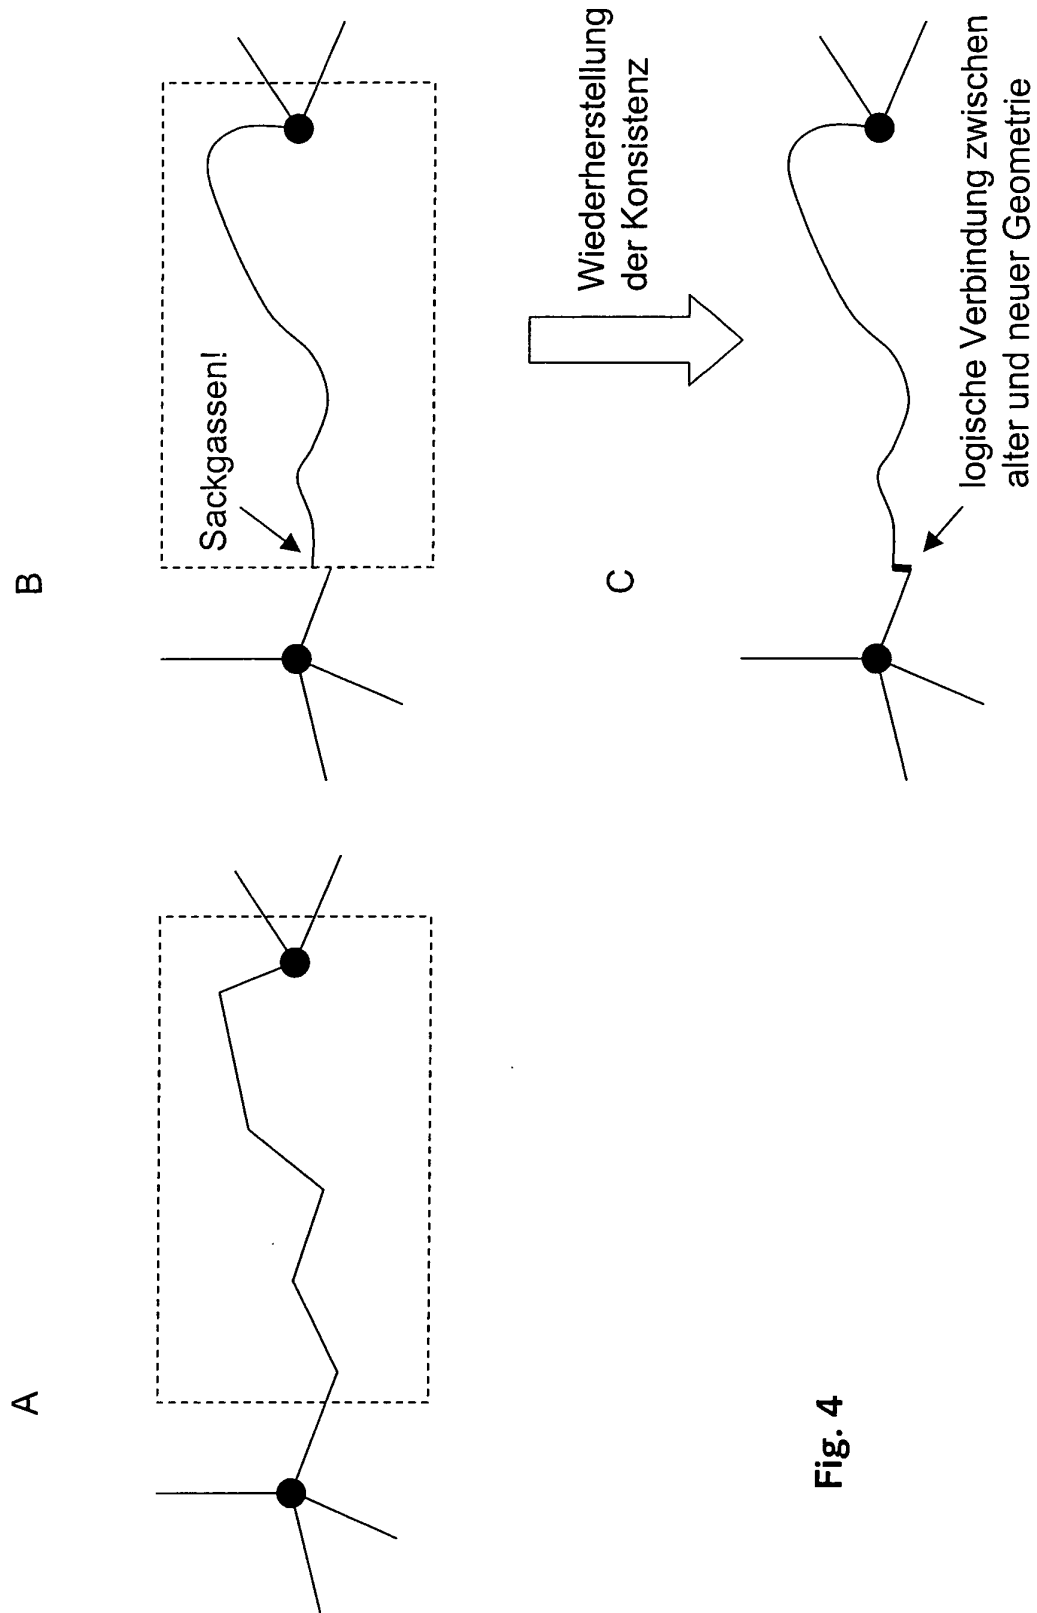 A
B
Sackgassen!
Wiederherstellung
der Konsistenz
C
logische Verbindung zwischen
alter und neuer Geometrie
Fig. 4